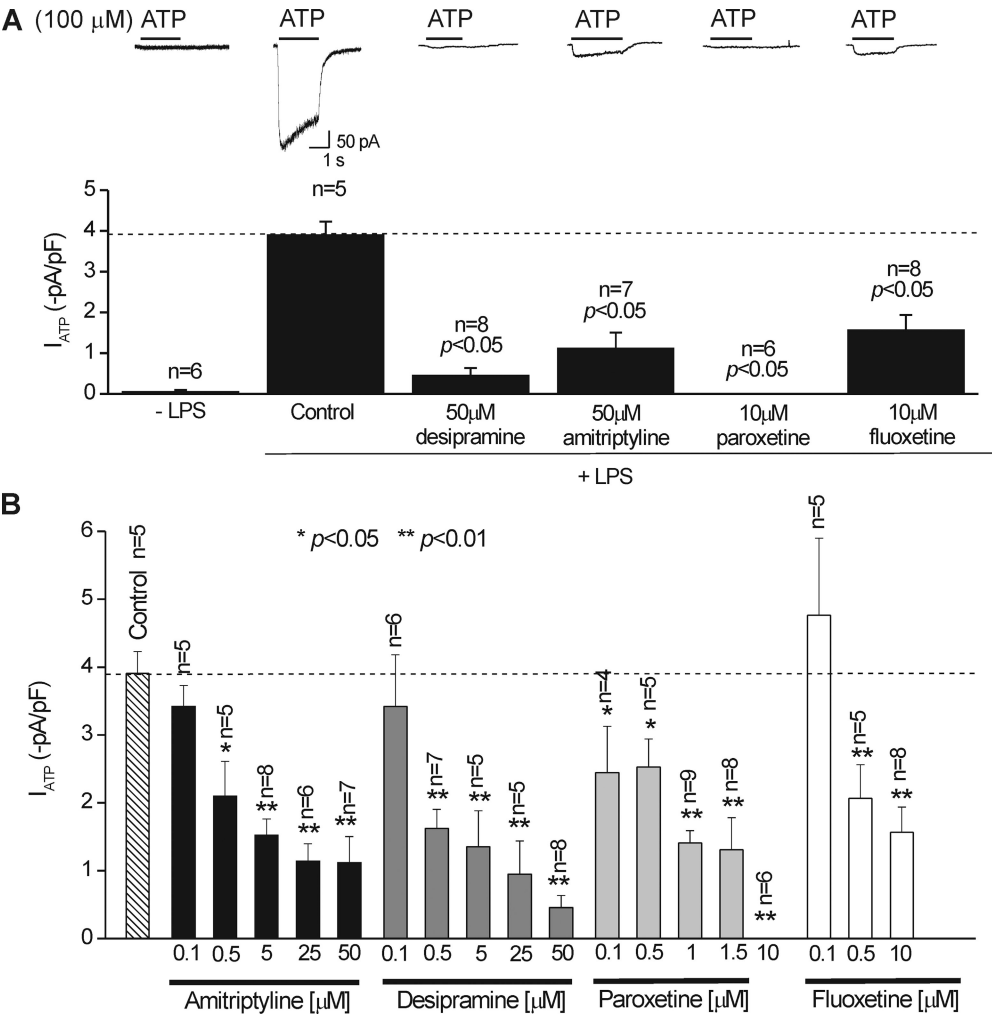 A (100 µM) ATP ATP ATP ATP ATP ATP
50 pA
1 s
n=5
5
4
3
2
1
0
I_ATP (-pA/pF)
n=6
n=8
p<0.05
n=7
p<0.05
n=6
p<0.05
n=8
p<0.05
- LPS Control 50µM desipramine 50µM amitriptyline 10µM paroxetine 10µM fluoxetine
+ LPS
B
* p<0.05 ** p<0.01
6
5
4
3
2
1
0
I_ATP (-pA/pF)
Control n=5
n=5
* n=5
** n=8
** n=6
** n=7
n=6
** n=7
** n=5
** n=5
** n=8
* n=4
* n=5
** n=9
** n=8
** n=6
n=5
** n=5
** n=8
0.1 0.5 5 25 50 0.1 0.5 5 25 50 0.1 0.5 1 1.5 10 0.1 0.5 10
Amitriptyline [µM] Desipramine [µM] Paroxetine [µM] Fluoxetine [µM]